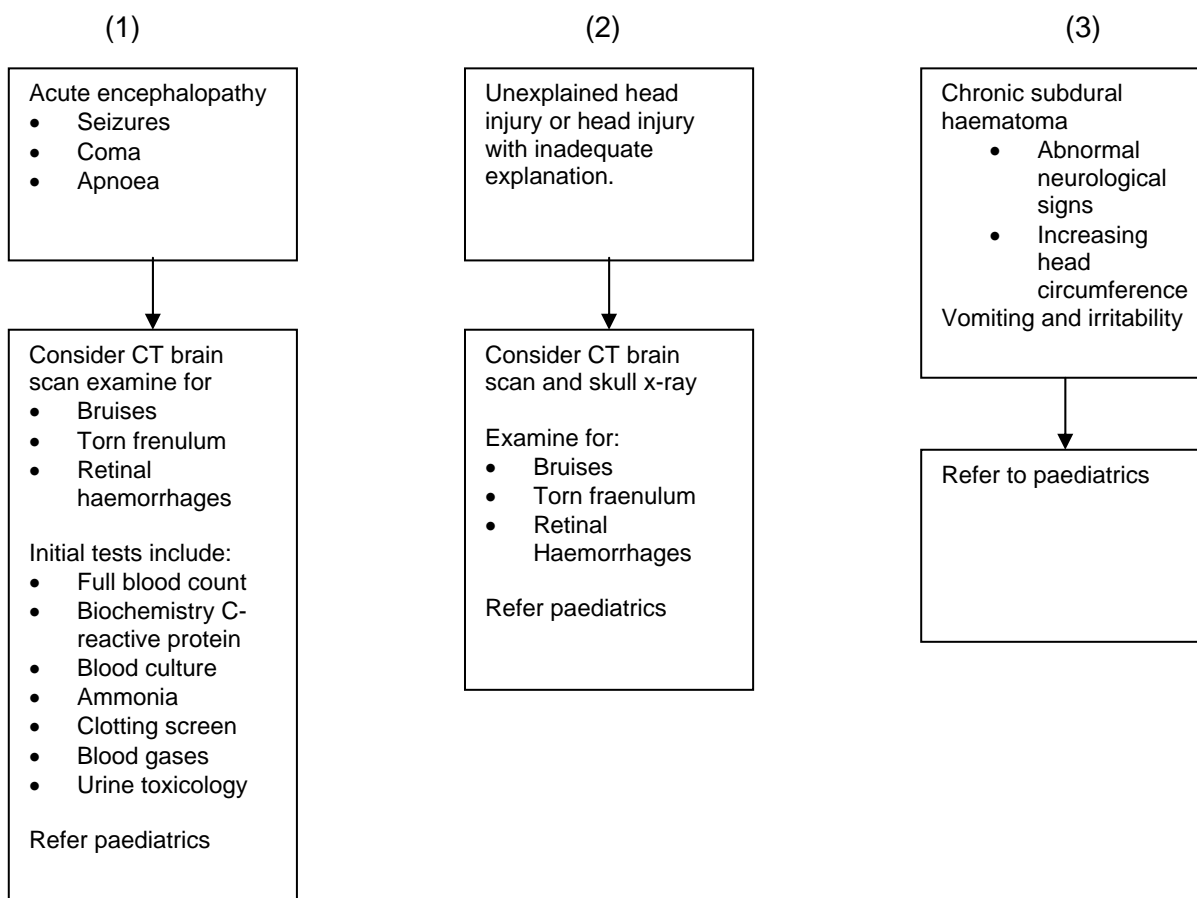 (1)
Acute encephalopathy
• Seizures
• Coma
• Apnoea
Consider CT brain
scan examine for
• Bruises
• Torn frenulum
• Retinal
haemorrhages
Initial tests include:
• Full blood count
• Biochemistry C-
reactive protein
• Blood culture
• Ammonia
• Clotting screen
• Blood gases
• Urine toxicology
Refer paediatrics
(2)
Unexplained head
injury or head injury
with inadequate
explanation.
Consider CT brain
scan and skull x-ray
Examine for:
• Bruises
• Torn fraenulum
• Retinal
Haemorrhages
Refer paediatrics
(3)
Chronic subdural
haematoma
• Abnormal
neurological
signs
• Increasing
head
circumference
Vomiting and irritability
Refer to paediatrics